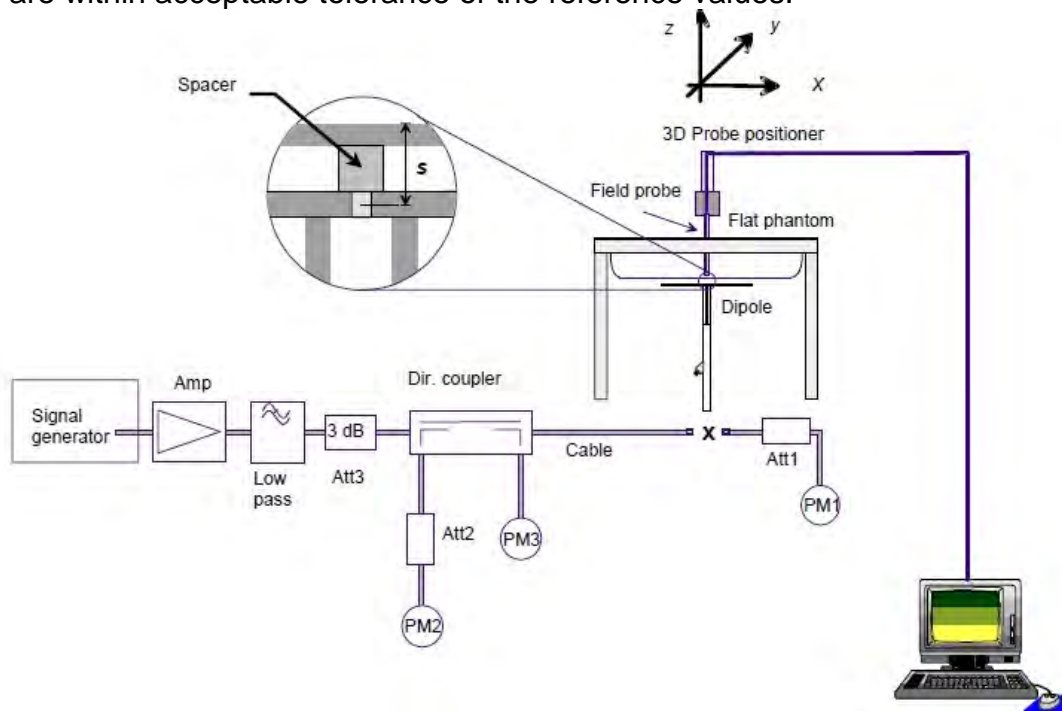 are within acceptable tolerance of the reference values.
z
y
X
Spacer
s
3D Probe positioner
Field probe
Flat phantom
Dipole
Dir. coupler
Amp
Signal
generator
3 dB
Low
pass
Att3
Cable
x
Att1
PM1
Att2
PM3
PM2